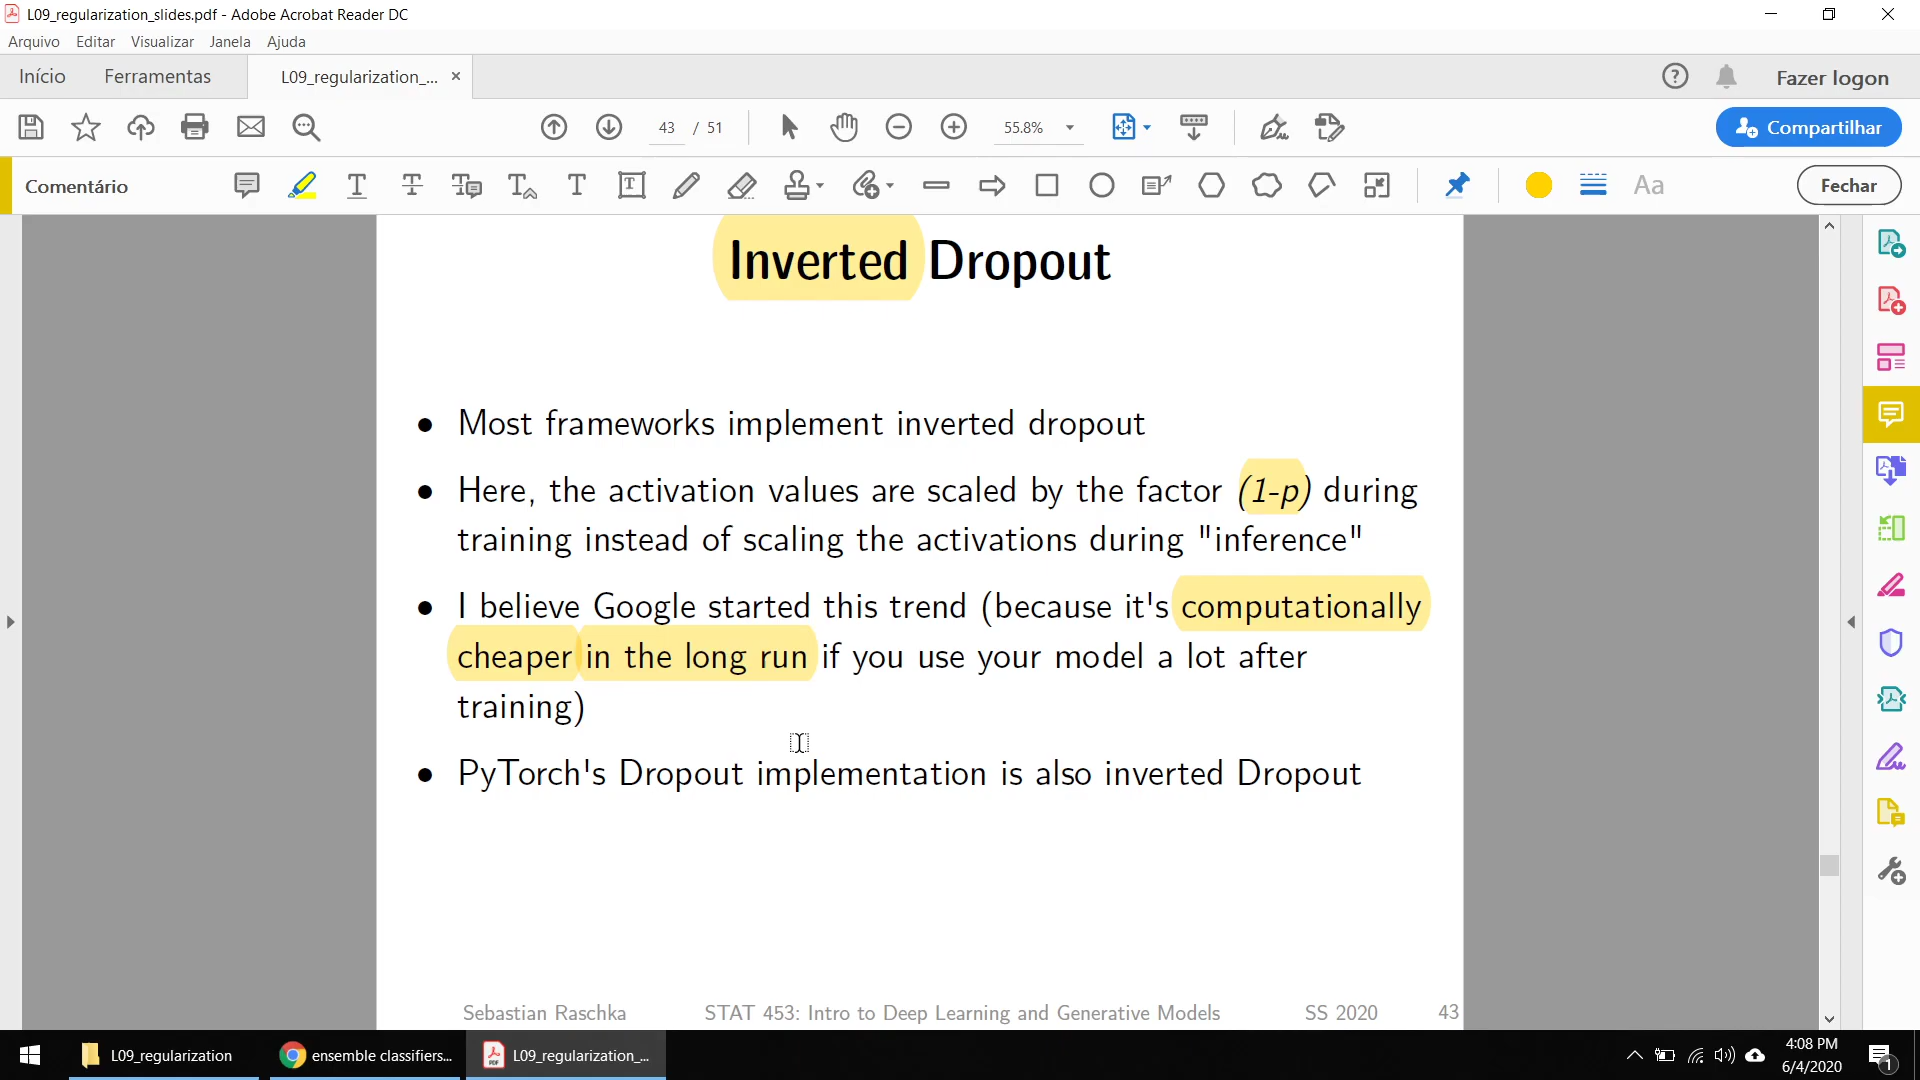 L09_regularization_slides.pdf - Adobe Acrobat Reader DC
Arquivo Editar Visualizar Janela Ajuda
Início Ferramentas L09_regularization_... × Fazer logon
43 / 51 55.8% Compartilhar
Comentário Aa Fechar
Inverted Dropout
• Most frameworks implement inverted dropout
• Here, the activation values are scaled by the factor (1-p) during
training instead of scaling the activations during "inference"
• I believe Google started this trend (because it's computationally
cheaper in the long run if you use your model a lot after
training)
• PyTorch's Dropout implementation is also inverted Dropout
Sebastian Raschka STAT 453: Intro to Deep Learning and Generative Models SS 2020 43
L09_regularization ensemble classifiers... L09_regularization_...
4:08 PM
6/4/2020
1